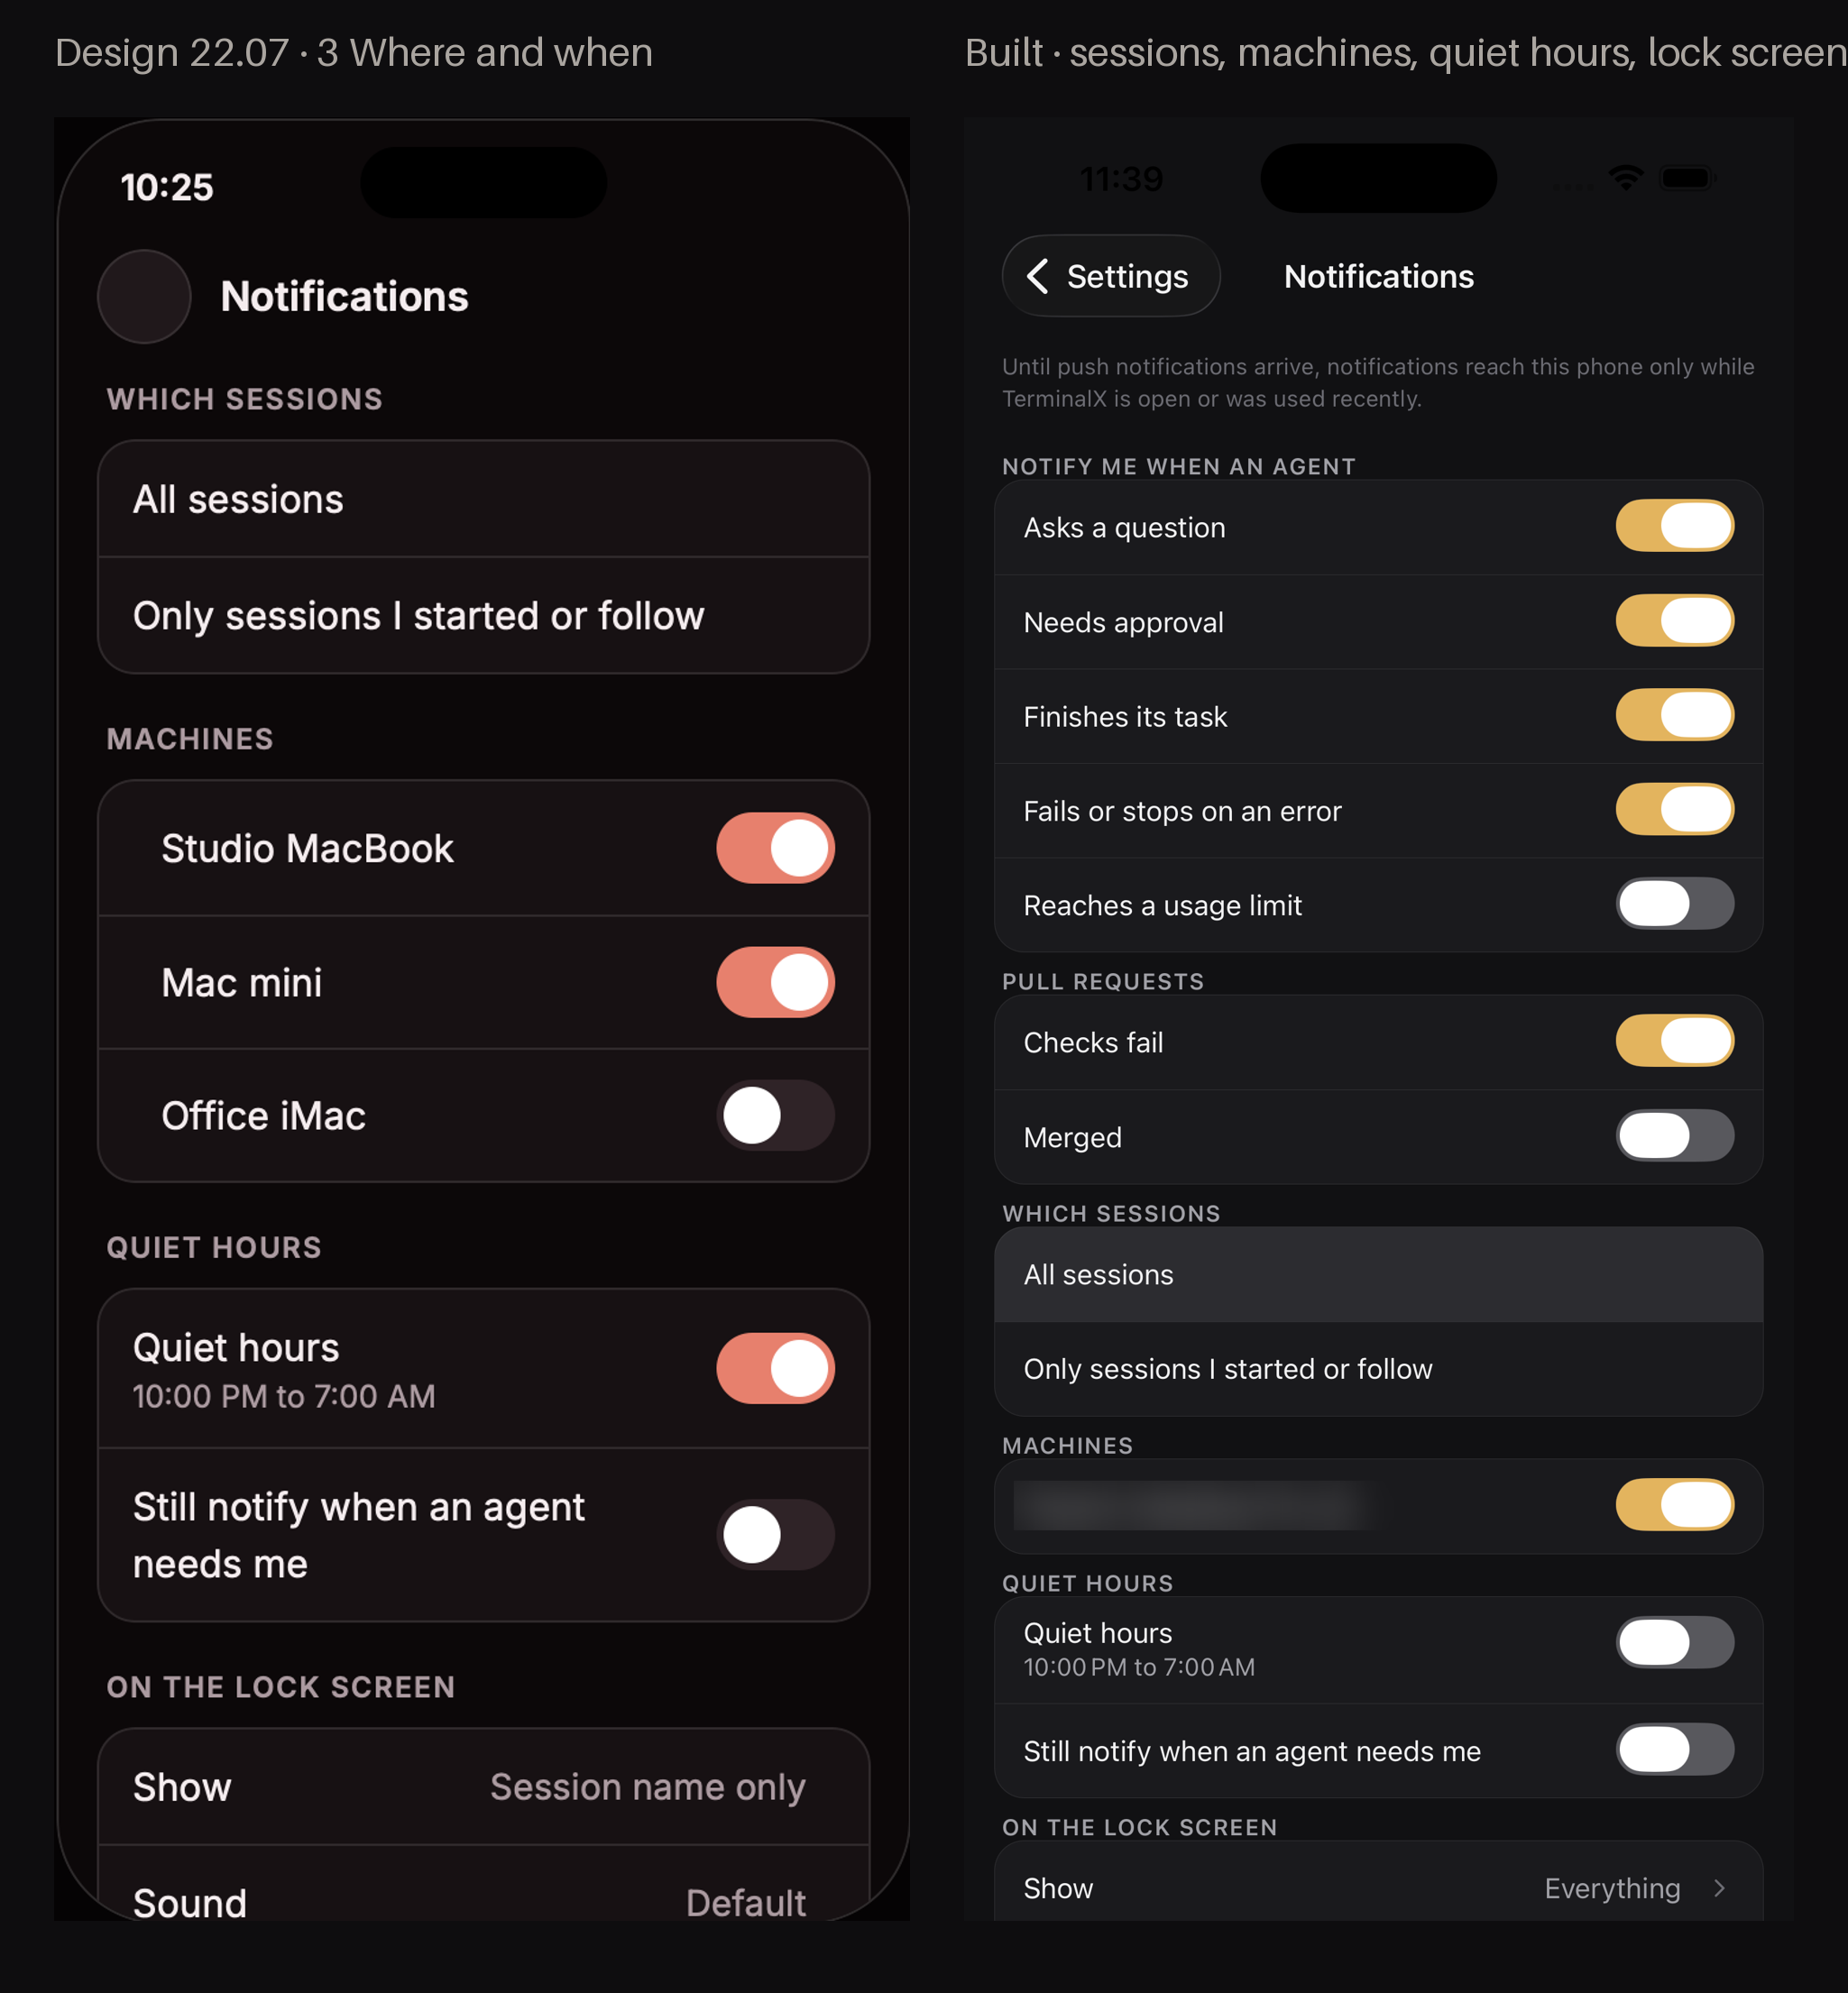 Design 22.07 · 3 Where and when
10:25
Notifications
WHICH SESSIONS
All sessions
Only sessions I started or follow
MACHINES
Studio MacBook
Mac mini
Office iMac
QUIET HOURS
Quiet hours
10:00 PM to 7:00 AM
Still notify when an agent
needs me
ON THE LOCK SCREEN
Show Session name only
Sound Default
Built · sessions, machines, quiet hours, lock screen
11:39
Settings Notifications
Until push notifications arrive, notifications reach this phone only while
TerminalX is open or was used recently.
NOTIFY ME WHEN AN AGENT
Asks a question
Needs approval
Finishes its task
Fails or stops on an error
Reaches a usage limit
PULL REQUESTS
Checks fail
Merged
WHICH SESSIONS
All sessions
Only sessions I started or follow
MACHINES
QUIET HOURS
Quiet hours
10:00 PM to 7:00 AM
Still notify when an agent needs me
ON THE LOCK SCREEN
Show Everything